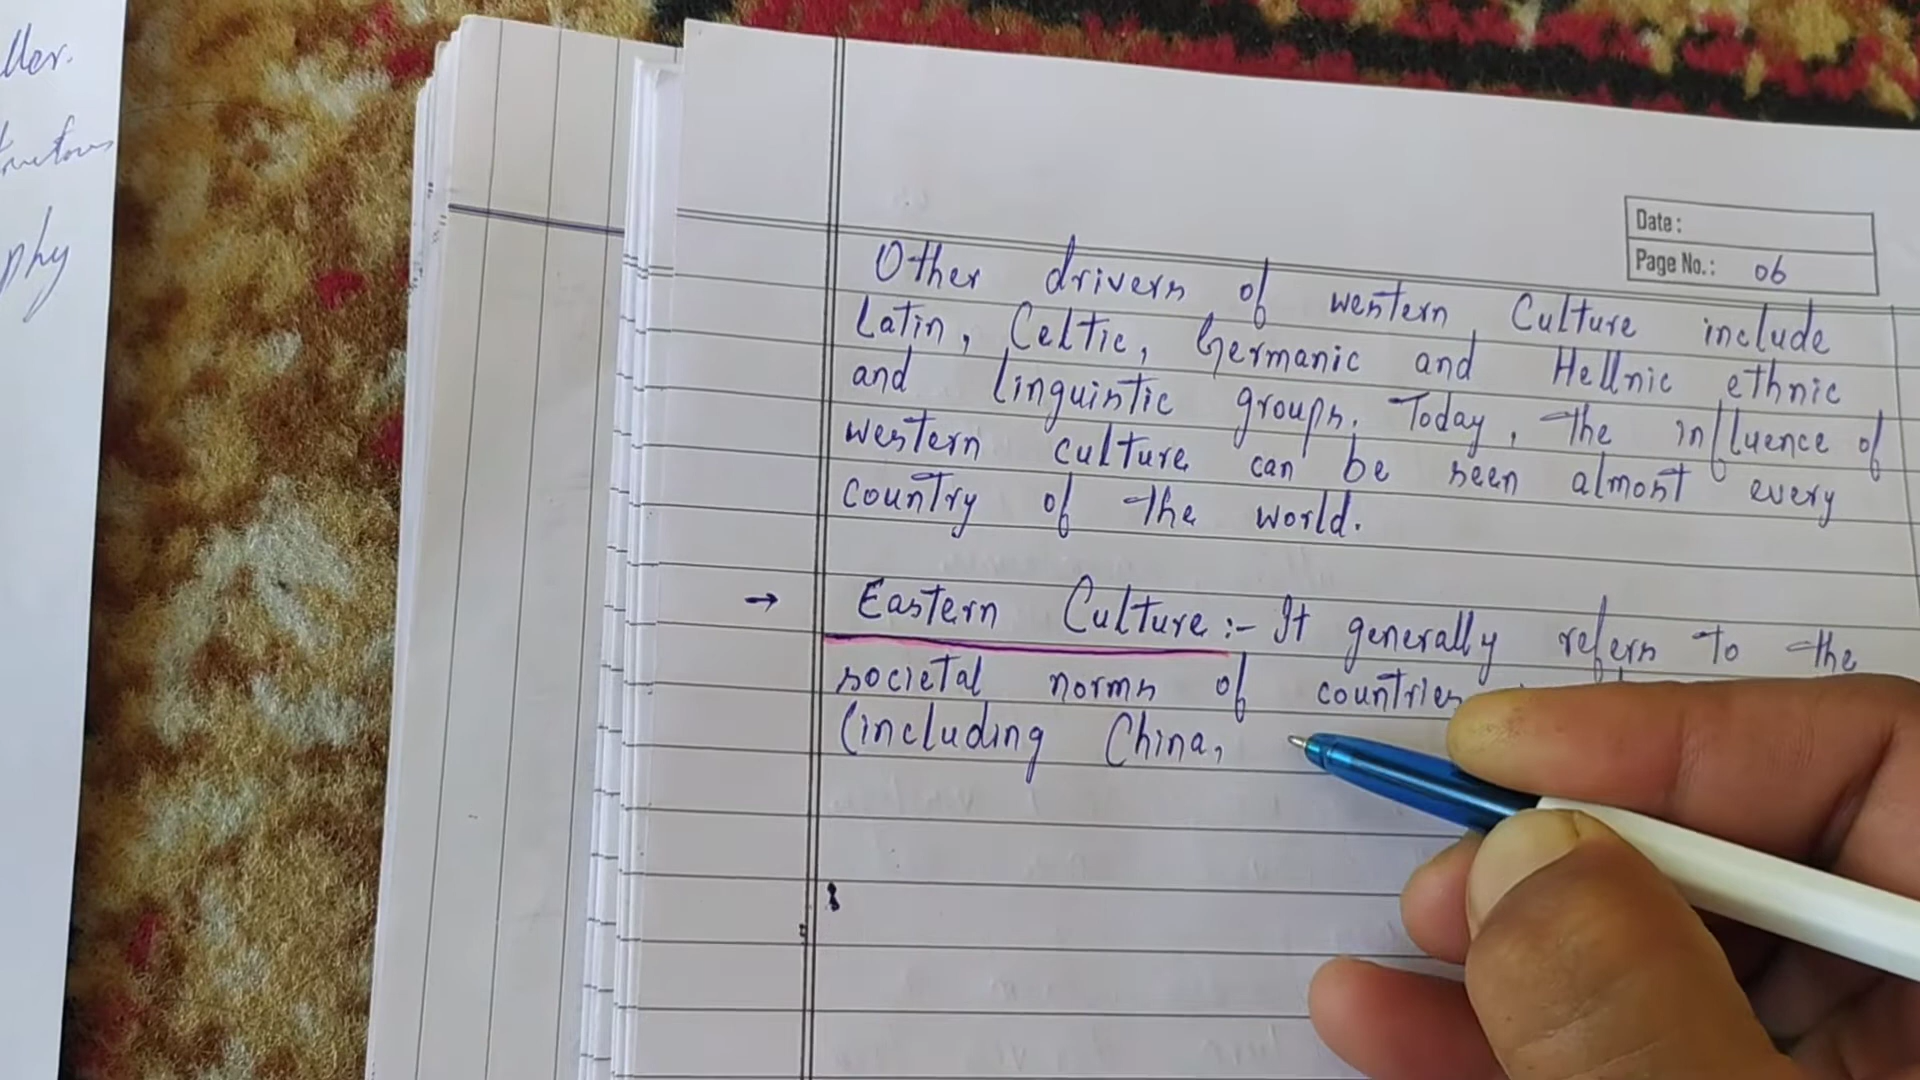 ller.
phy
Date:
Page No.: 06
Other drivers of western Culture include
Latin, Celtic, Germanic and Hellnic ethnic
and linguistic groups. Today, the influence of
western culture can be seen almost every
country of the world.
→ Eastern Culture :- It generally refers to the
societal norms of countries
(including China,